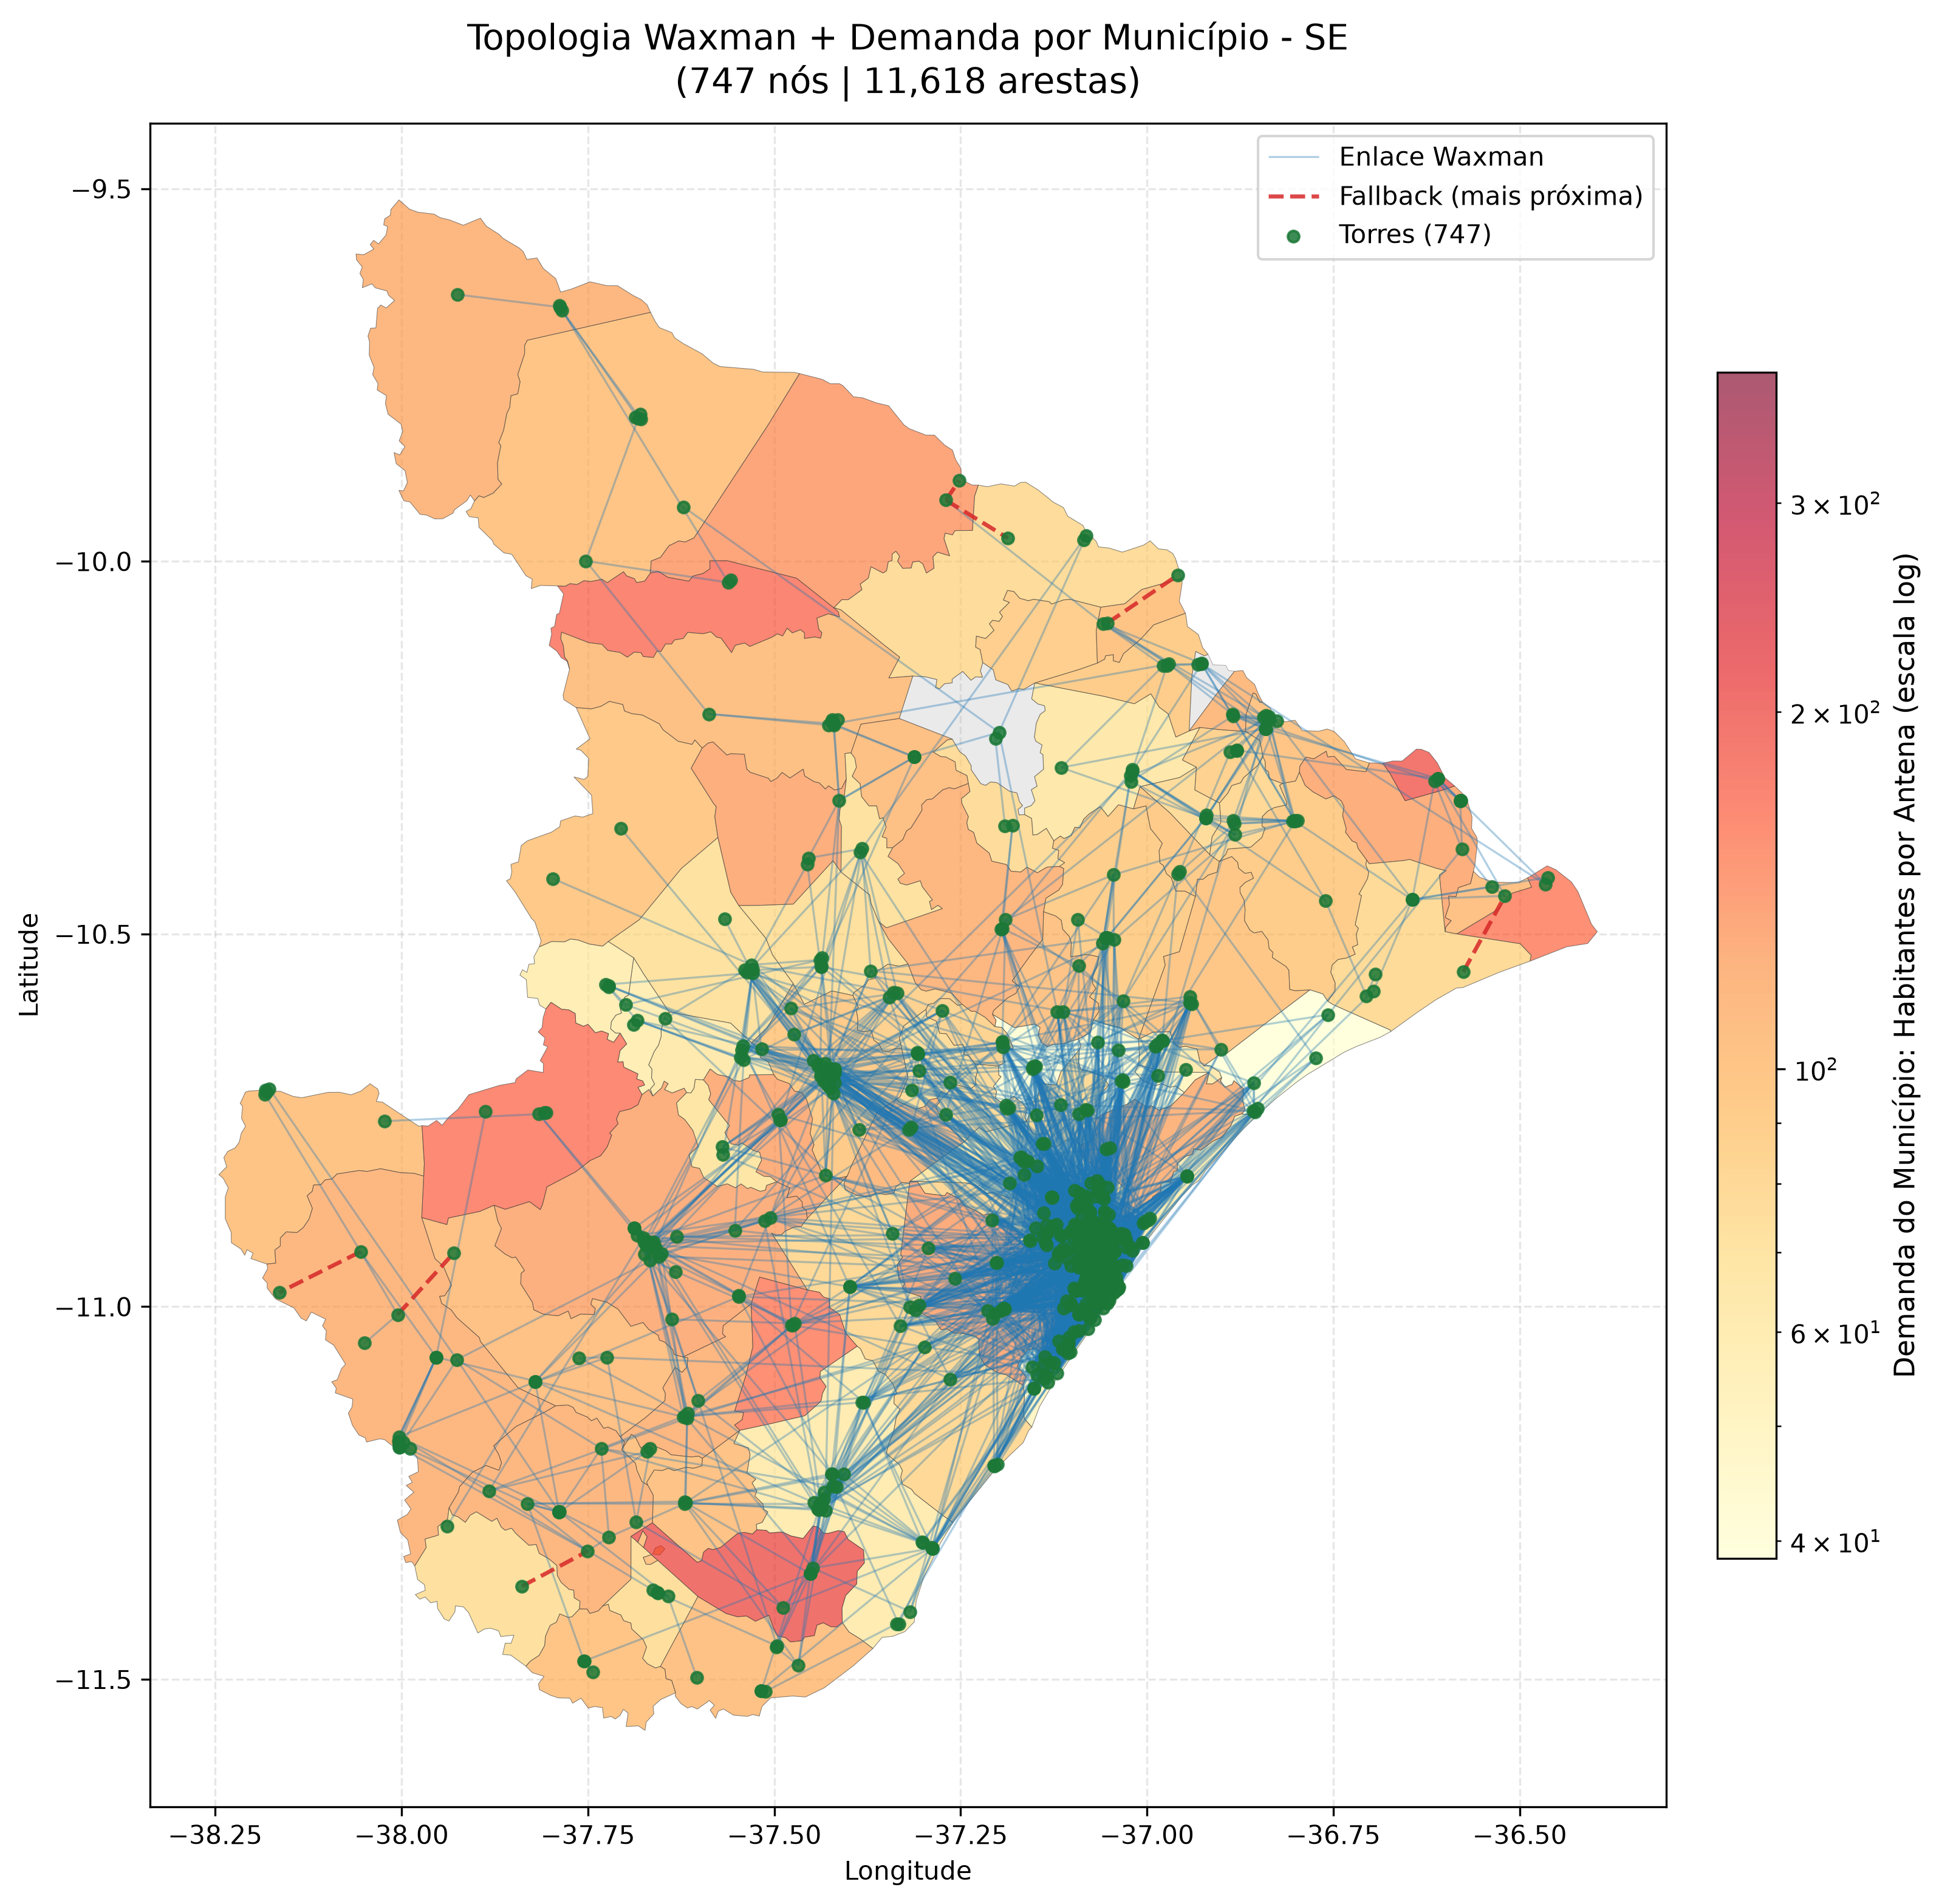 Topologia Waxman + Demanda por Município - SE
(747 nós | 11,618 arestas)
Enlace Waxman
Fallback (mais próxima)
Torres (747)
Latitude
−9.5
−10.0
−10.5
−11.0
−11.5
−38.25
−38.00
−37.75
−37.50
−37.25
−37.00
−36.75
−36.50
Longitude
3 × 10²
2 × 10²
10²
6 × 10¹
4 × 10¹
Demanda do Município: Habitantes por Antena (escala log)